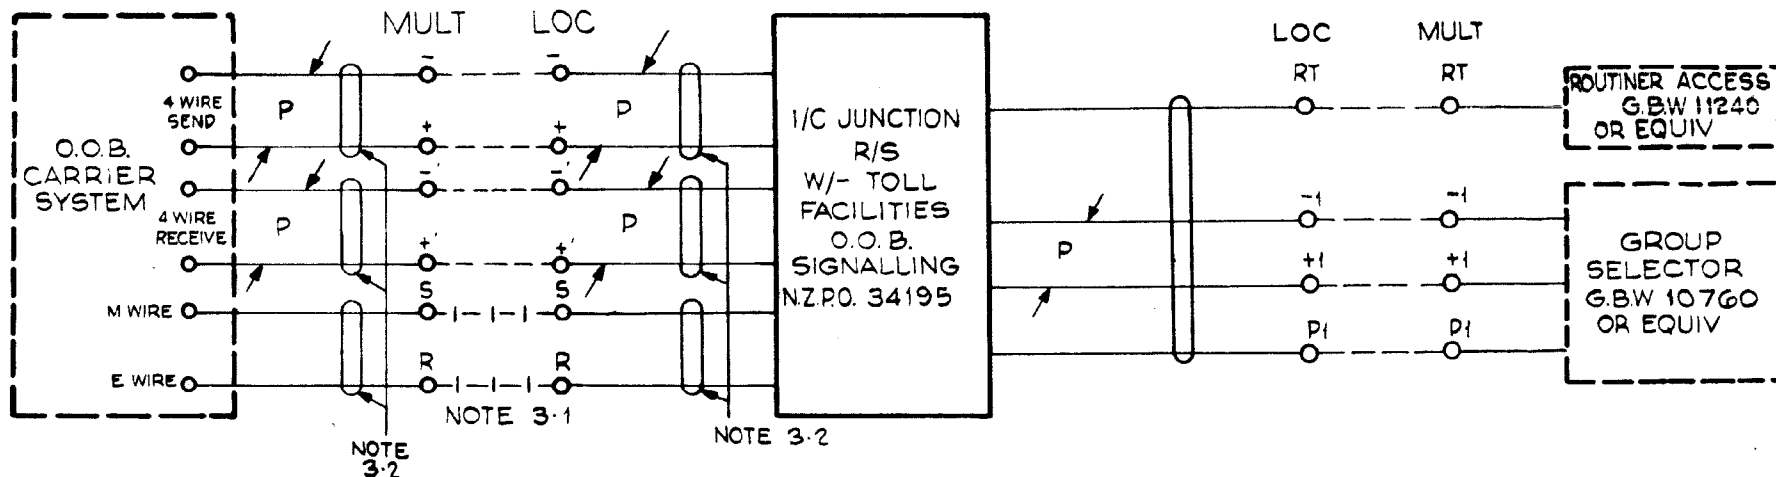 MULT LOC
LOC MULT
- -
RT RT
4 WIRE
SEND
P P
O.O.B.
CARRIER
SYSTEM
+ +
-' -'
4 WIRE
RECEIVE
P P
+' +'
M WIRE
S S
E WIRE
R R
NOTE 3·1
NOTE
3·2
NOTE 3·2
I/C JUNCTION
R/S
W/- TOLL
FACILITIES
O.O.B.
SIGNALLING
N.Z.P.O. 34195
ROUTINER ACCESS
G.B.W 11240
OR EQUIV
-1 -1
P
+1 +1
P1 P1
GROUP
SELECTOR
G.B.W 10760
OR EQUIV